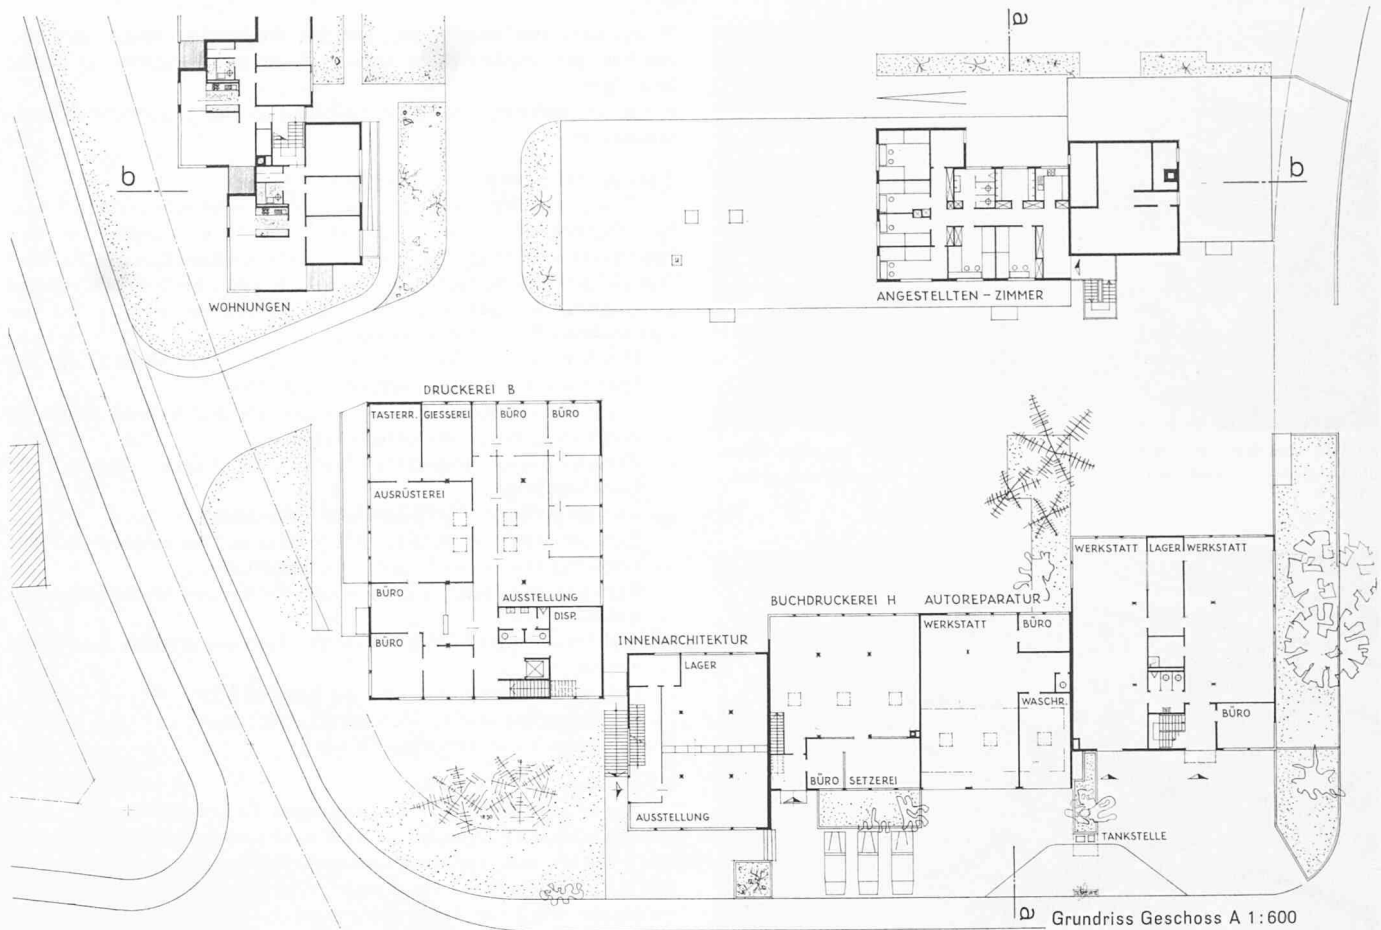 a
b
b
WOHNUNGEN
ANGESTELLTEN – ZIMMER
DRUCKEREI B
TASTERR. GIESSEREI BÜRO BÜRO
AUSRÜSTEREI
BÜRO
AUSSTELLUNG
DISP.
BÜRO
INNENARCHITEKTUR
LAGER
AUSSTELLUNG
BUCHDRUCKEREI H
BÜRO SETZEREI
AUTOREPARATUR
WERKSTATT BÜRO
WASCHR.
WERKSTATT LAGER WERKSTATT
BÜRO
TANKSTELLE
a
Grundriss Geschoss A 1:600